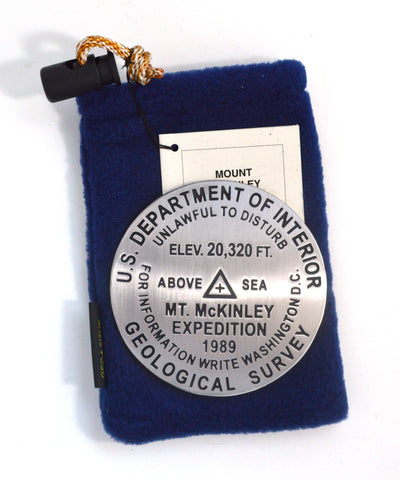 MOUNT
U.S. DEPARTMENT OF INTERIOR
UNLAWFUL TO DISTURB
ELEV. 20,320 FT.
ABOVE SEA
MT. McKINLEY
EXPEDITION
1989
FOR INFORMATION WRITE WASHINGTON D.C.
GEOLOGICAL SURVEY